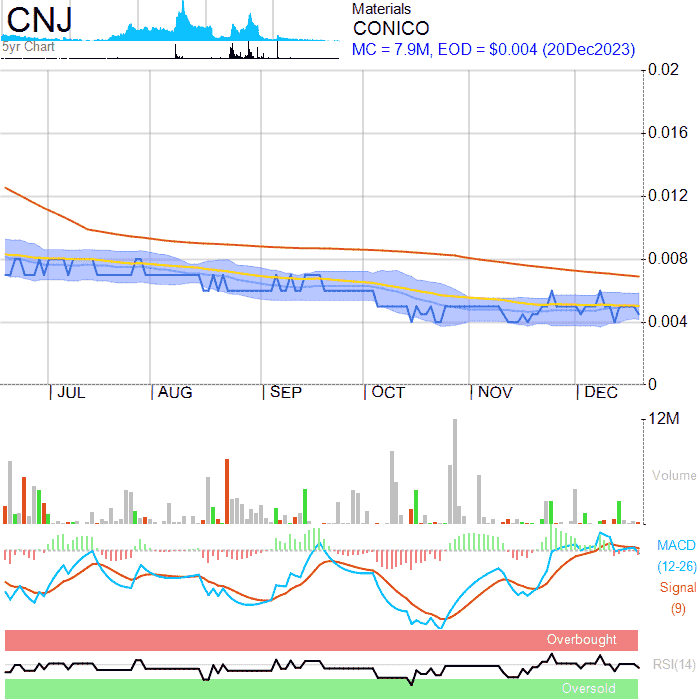 CNJ
5yr Chart
Materials
CONICO
MC = 7.9M, EOD = $0.004 (20Dec2023)
0.02
0.016
0.012
0.008
0.004
0
JUL AUG SEP OCT NOV DEC
12M
Volume
MACD
(12-26)
Signal
(9)
Overbought
RSI(14)
Oversold